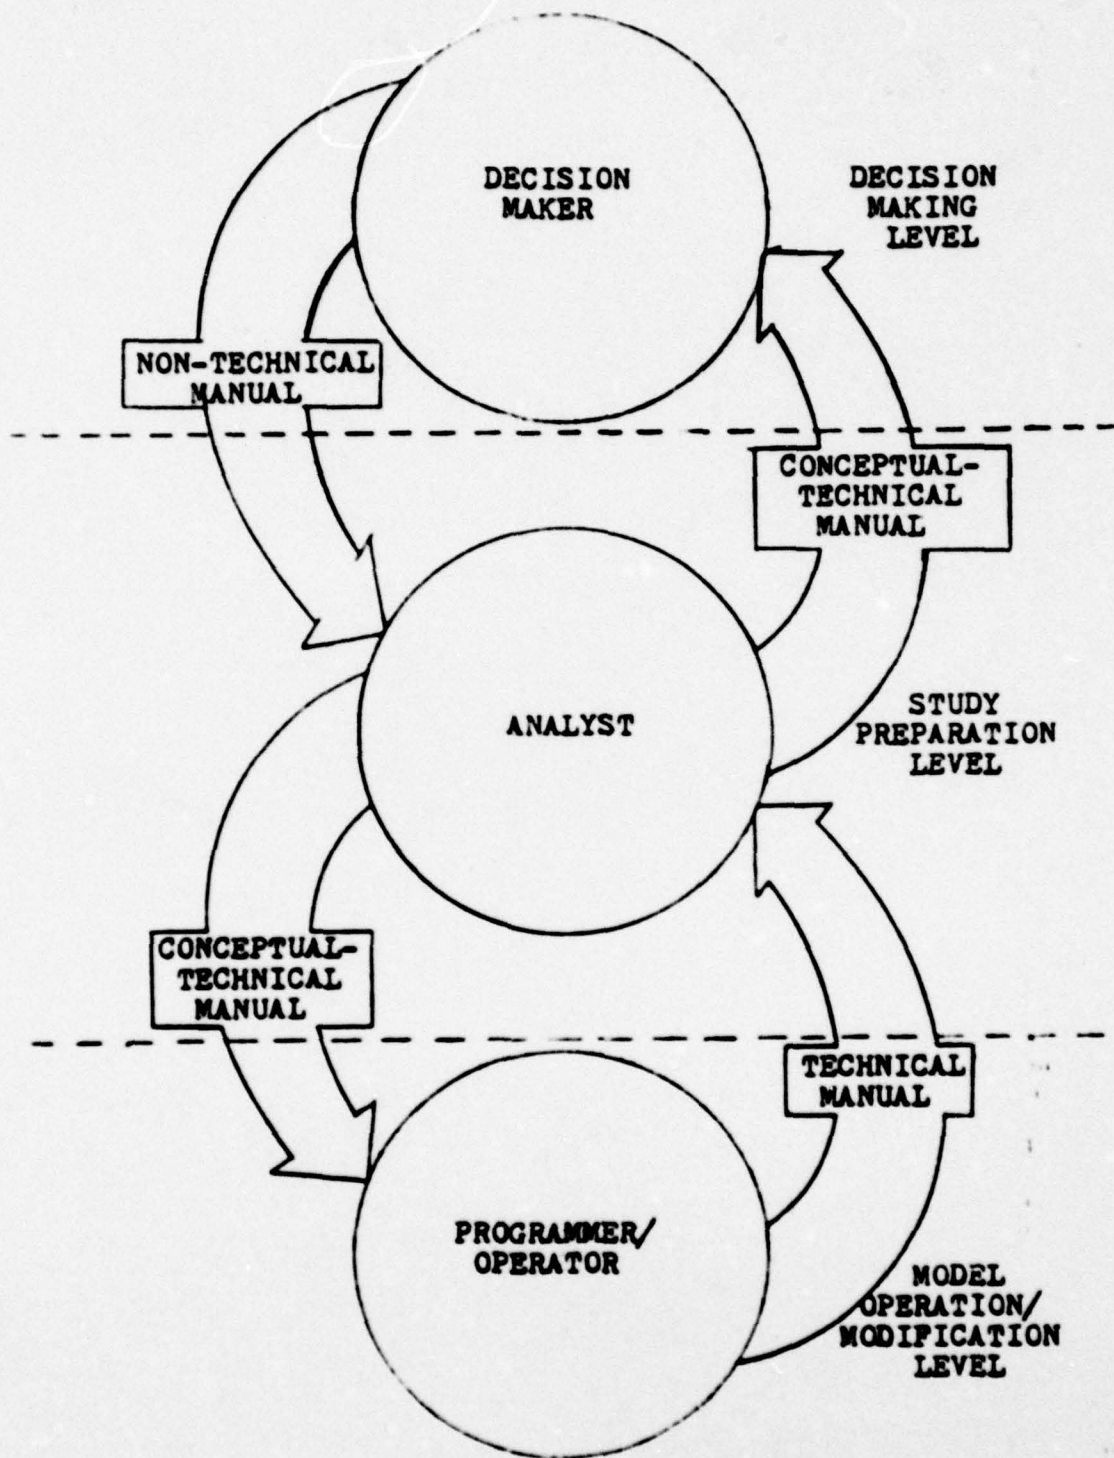 DECISION
MAKER
DECISION
MAKING
LEVEL
NON-TECHNICAL
MANUAL
CONCEPTUAL-
TECHNICAL
MANUAL
ANALYST
STUDY
PREPARATION
LEVEL
CONCEPTUAL-
TECHNICAL
MANUAL
TECHNICAL
MANUAL
PROGRAMMER/
OPERATOR
MODEL
OPERATION/
MODIFICATION
LEVEL